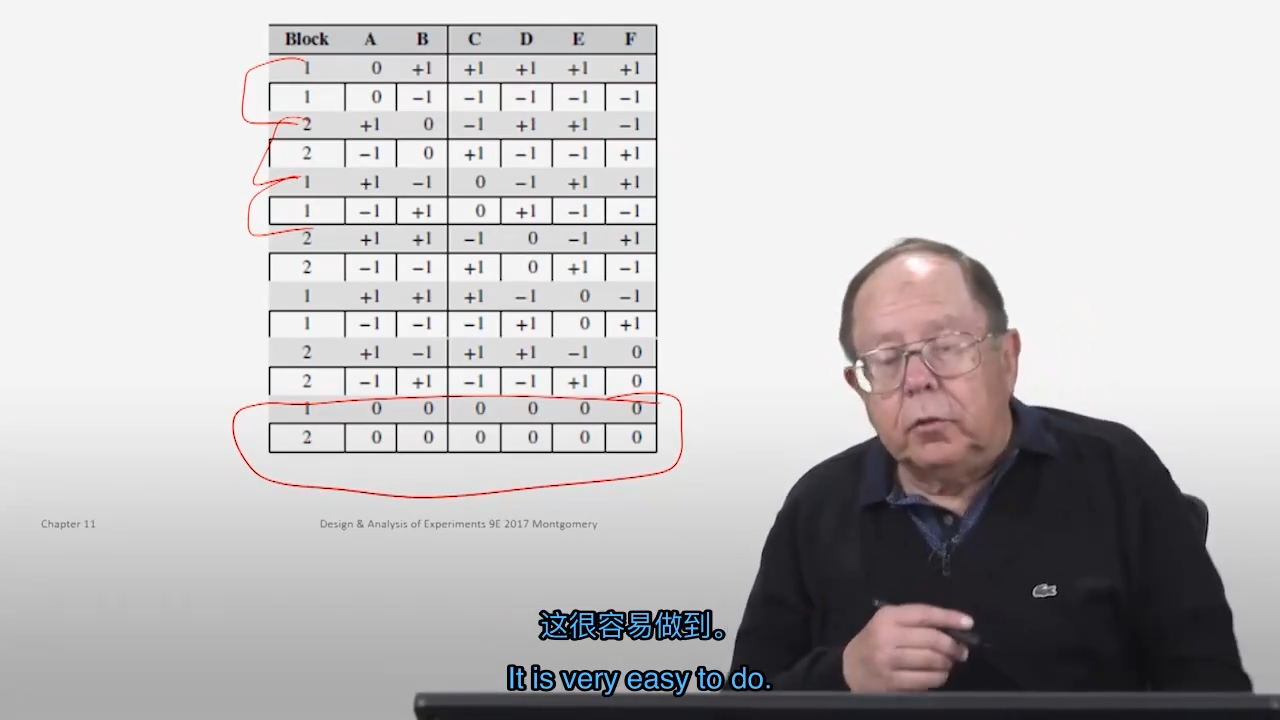 Block A B C D E F
1 0 +1 +1 +1 +1 +1
1 0 −1 −1 −1 −1 −1
2 +1 0 −1 +1 +1 −1
2 −1 0 +1 −1 −1 +1
1 +1 −1 0 −1 +1 +1
1 −1 +1 0 +1 −1 −1
2 +1 +1 −1 0 −1 +1
2 −1 −1 +1 0 +1 −1
1 +1 +1 +1 −1 0 −1
1 −1 −1 −1 +1 0 +1
2 +1 −1 +1 +1 −1 0
2 −1 +1 −1 −1 +1 0
1 0 0 0 0 0 0
2 0 0 0 0 0 0
Chapter 11 Design & Analysis of Experiments 9E 2017 Montgomery
这很容易做到。
It is very easy to do.